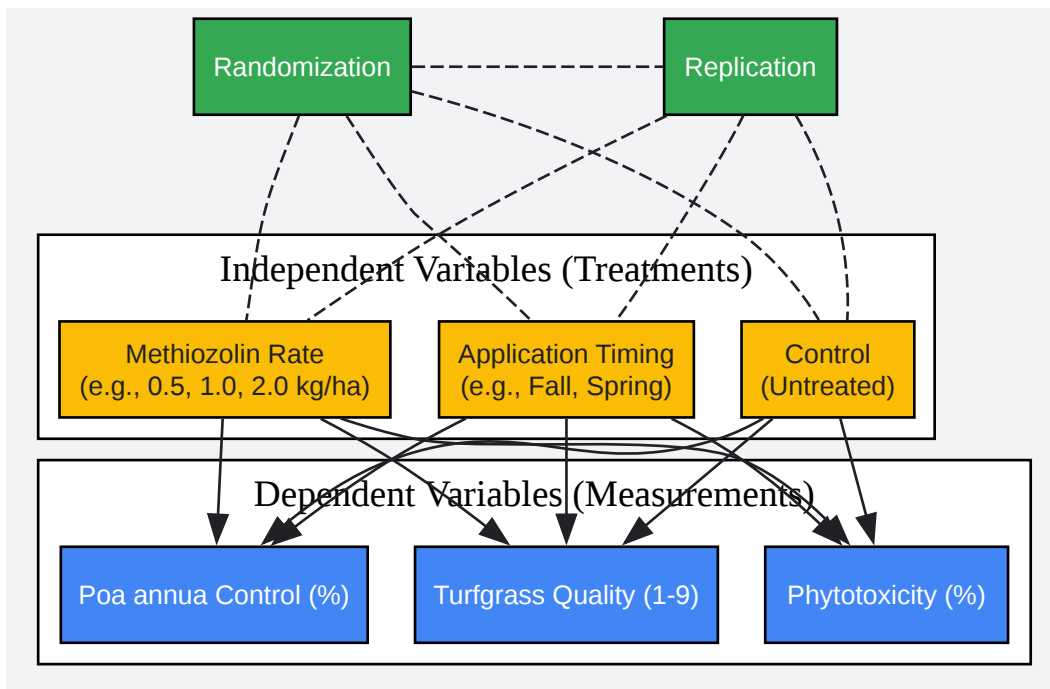 Randomization
Replication
Independent Variables (Treatments)
Methiozolin Rate
(e.g., 0.5, 1.0, 2.0 kg/ha)
Application Timing
(e.g., Fall, Spring)
Control
(Untreated)
Dependent Variables (Measurements)
Poa annua Control (%)
Turfgrass Quality (1-9)
Phytotoxicity (%)